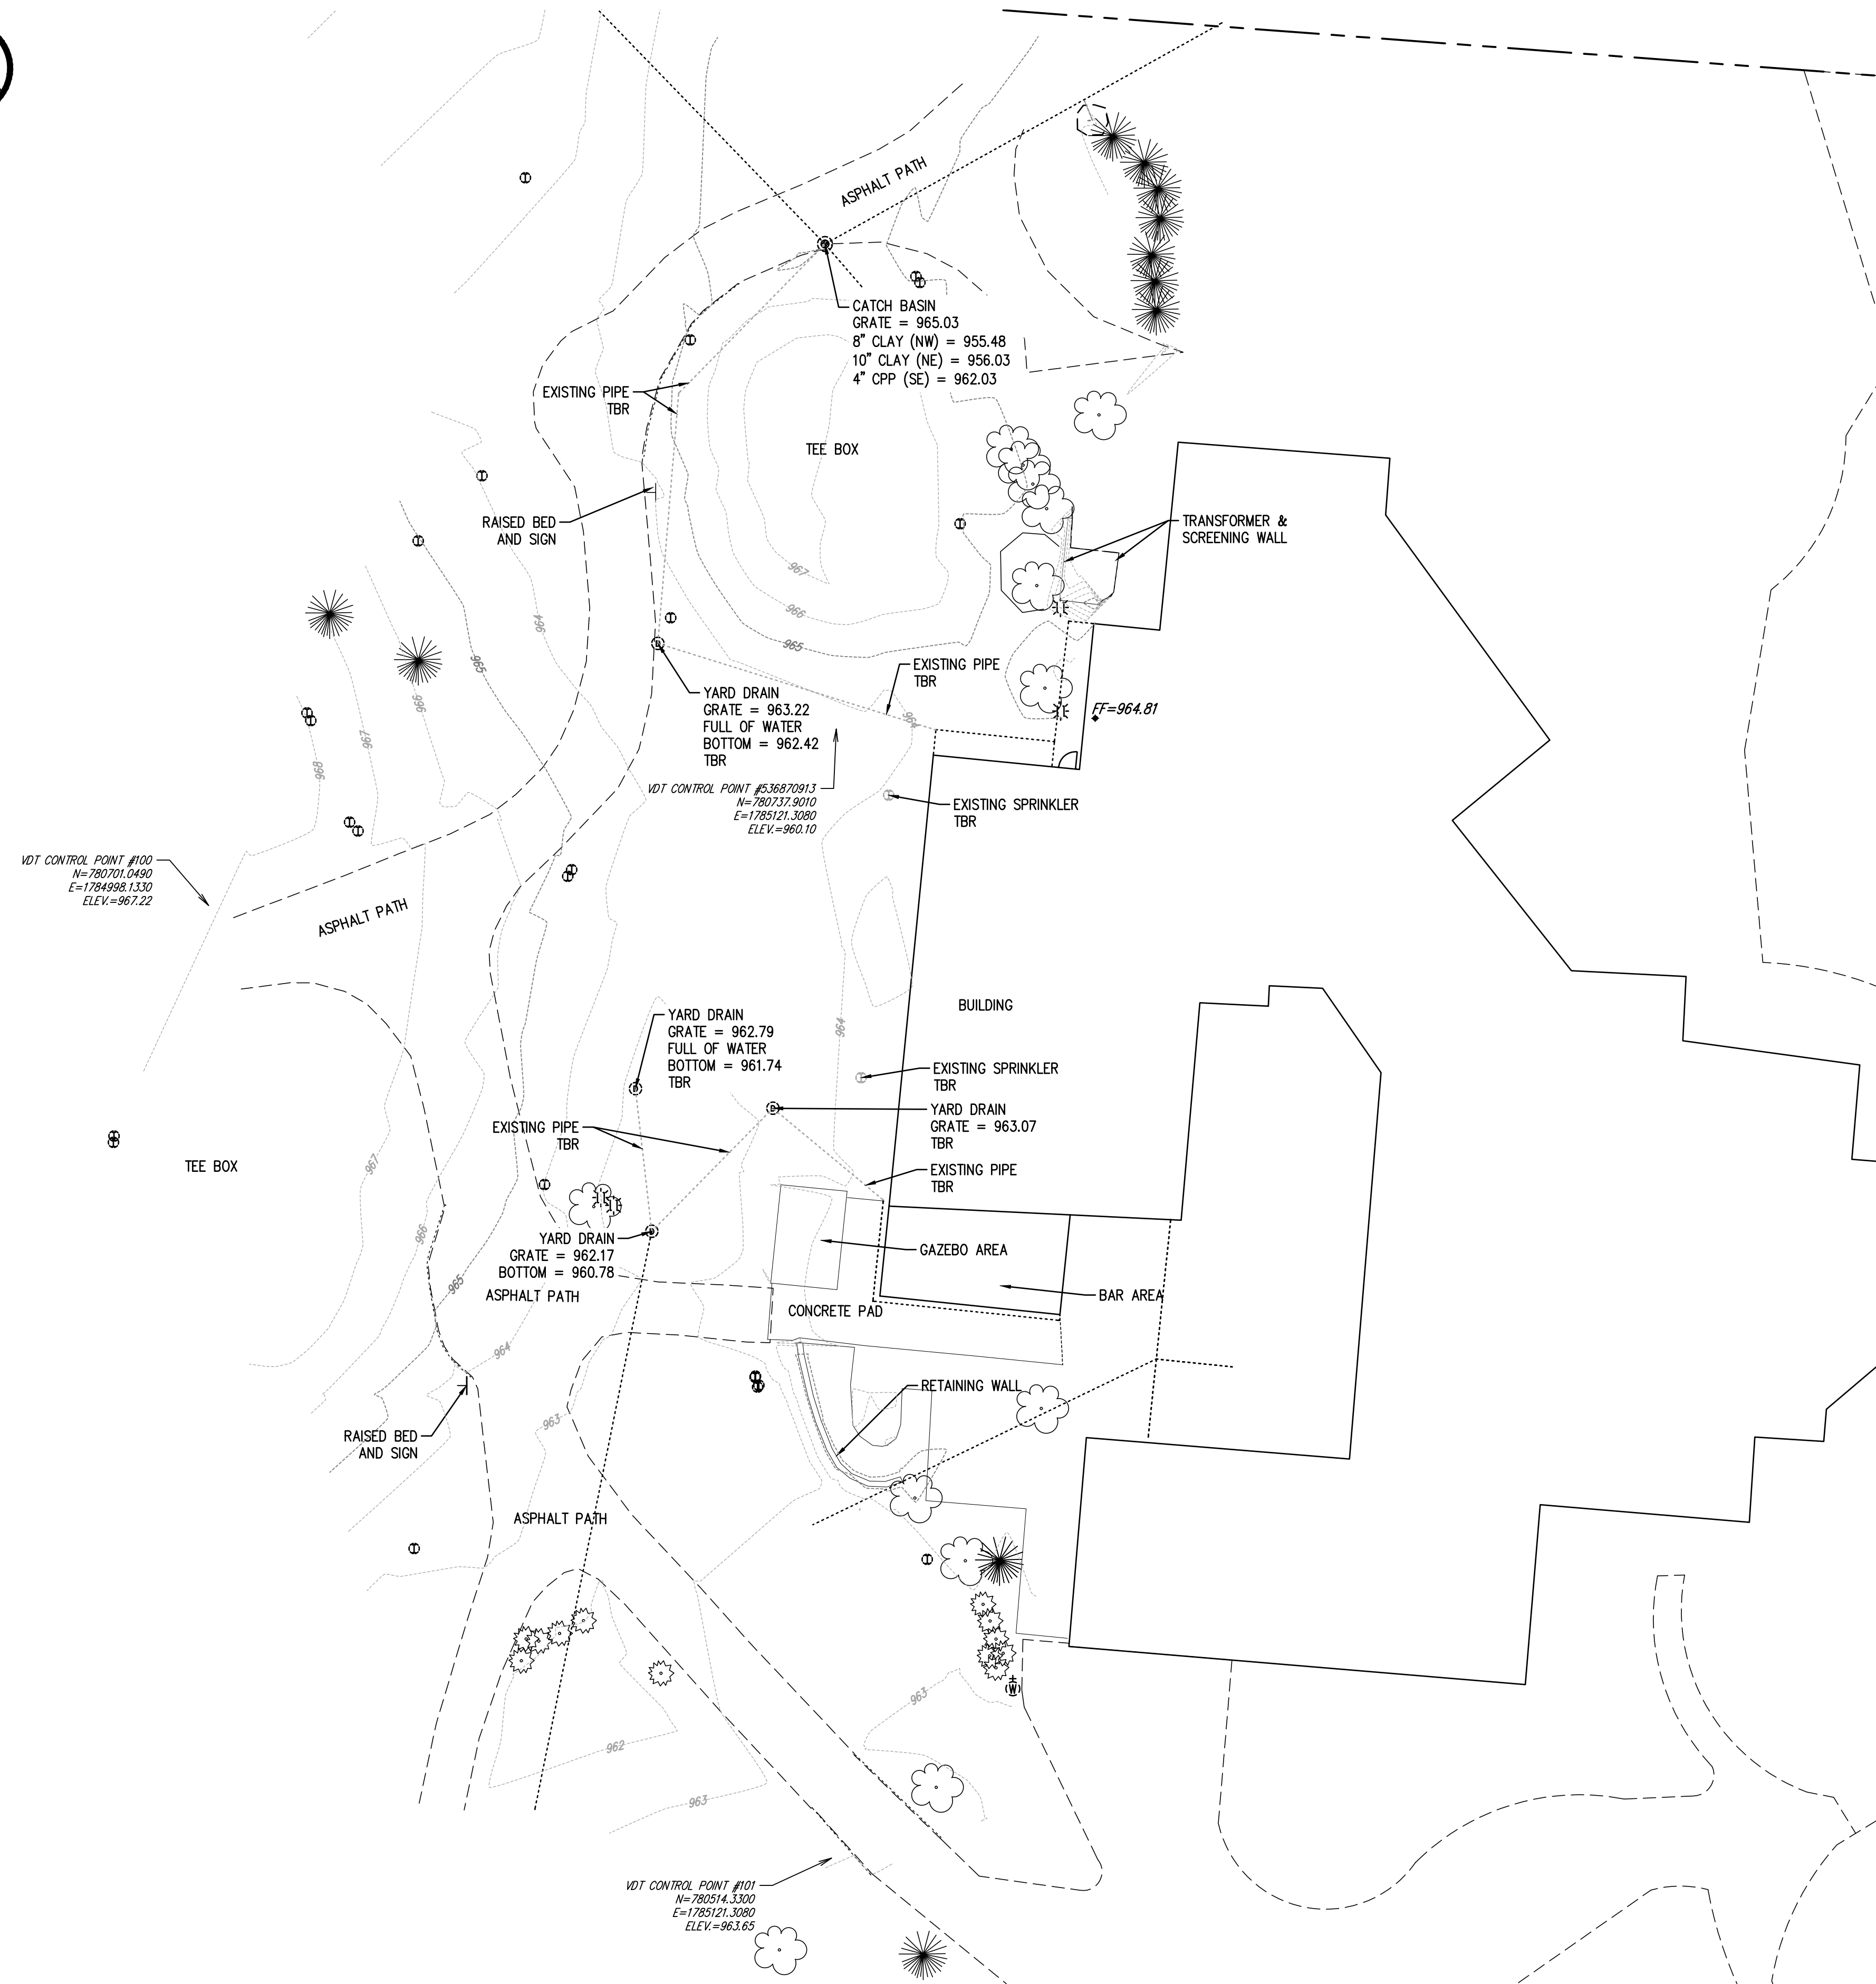 ASPHALT PATH
CATCH BASIN
GRATE = 965.03
8" CLAY (NW) = 955.48
10" CLAY (NE) = 956.03
4" CPP (SE) = 962.03
EXISTING PIPE
TBR
TEE BOX
RAISED BED
AND SIGN
TRANSFORMER &
SCREENING WALL
967
966
965
964
965
966
967
968
EXISTING PIPE
TBR
964
YARD DRAIN
GRATE = 963.22
FULL OF WATER
BOTTOM = 962.42
TBR
FF=964.81
VDT CONTROL POINT #536870913
N=780737.9010
E=1785121.3080
ELEV.=960.10
EXISTING SPRINKLER
TBR
VDT CONTROL POINT #100
N=780701.0490
E=1784998.1330
ELEV.=967.22
ASPHALT PATH
BUILDING
964
YARD DRAIN
GRATE = 962.79
FULL OF WATER
BOTTOM = 961.74
TBR
EXISTING SPRINKLER
TBR
YARD DRAIN
GRATE = 963.07
TBR
EXISTING PIPE
TBR
EXISTING PIPE
TBR
TEE BOX
967
966
965
964
963
YARD DRAIN
GRATE = 962.17
BOTTOM = 960.78
ASPHALT PATH
GAZEBO AREA
BAR AREA
CONCRETE PAD
RETAINING WALL
RAISED BED
AND SIGN
ASPHALT PATH
(W)
963
962
963
VDT CONTROL POINT #101
N=780514.3300
E=1785121.3080
ELEV.=963.65